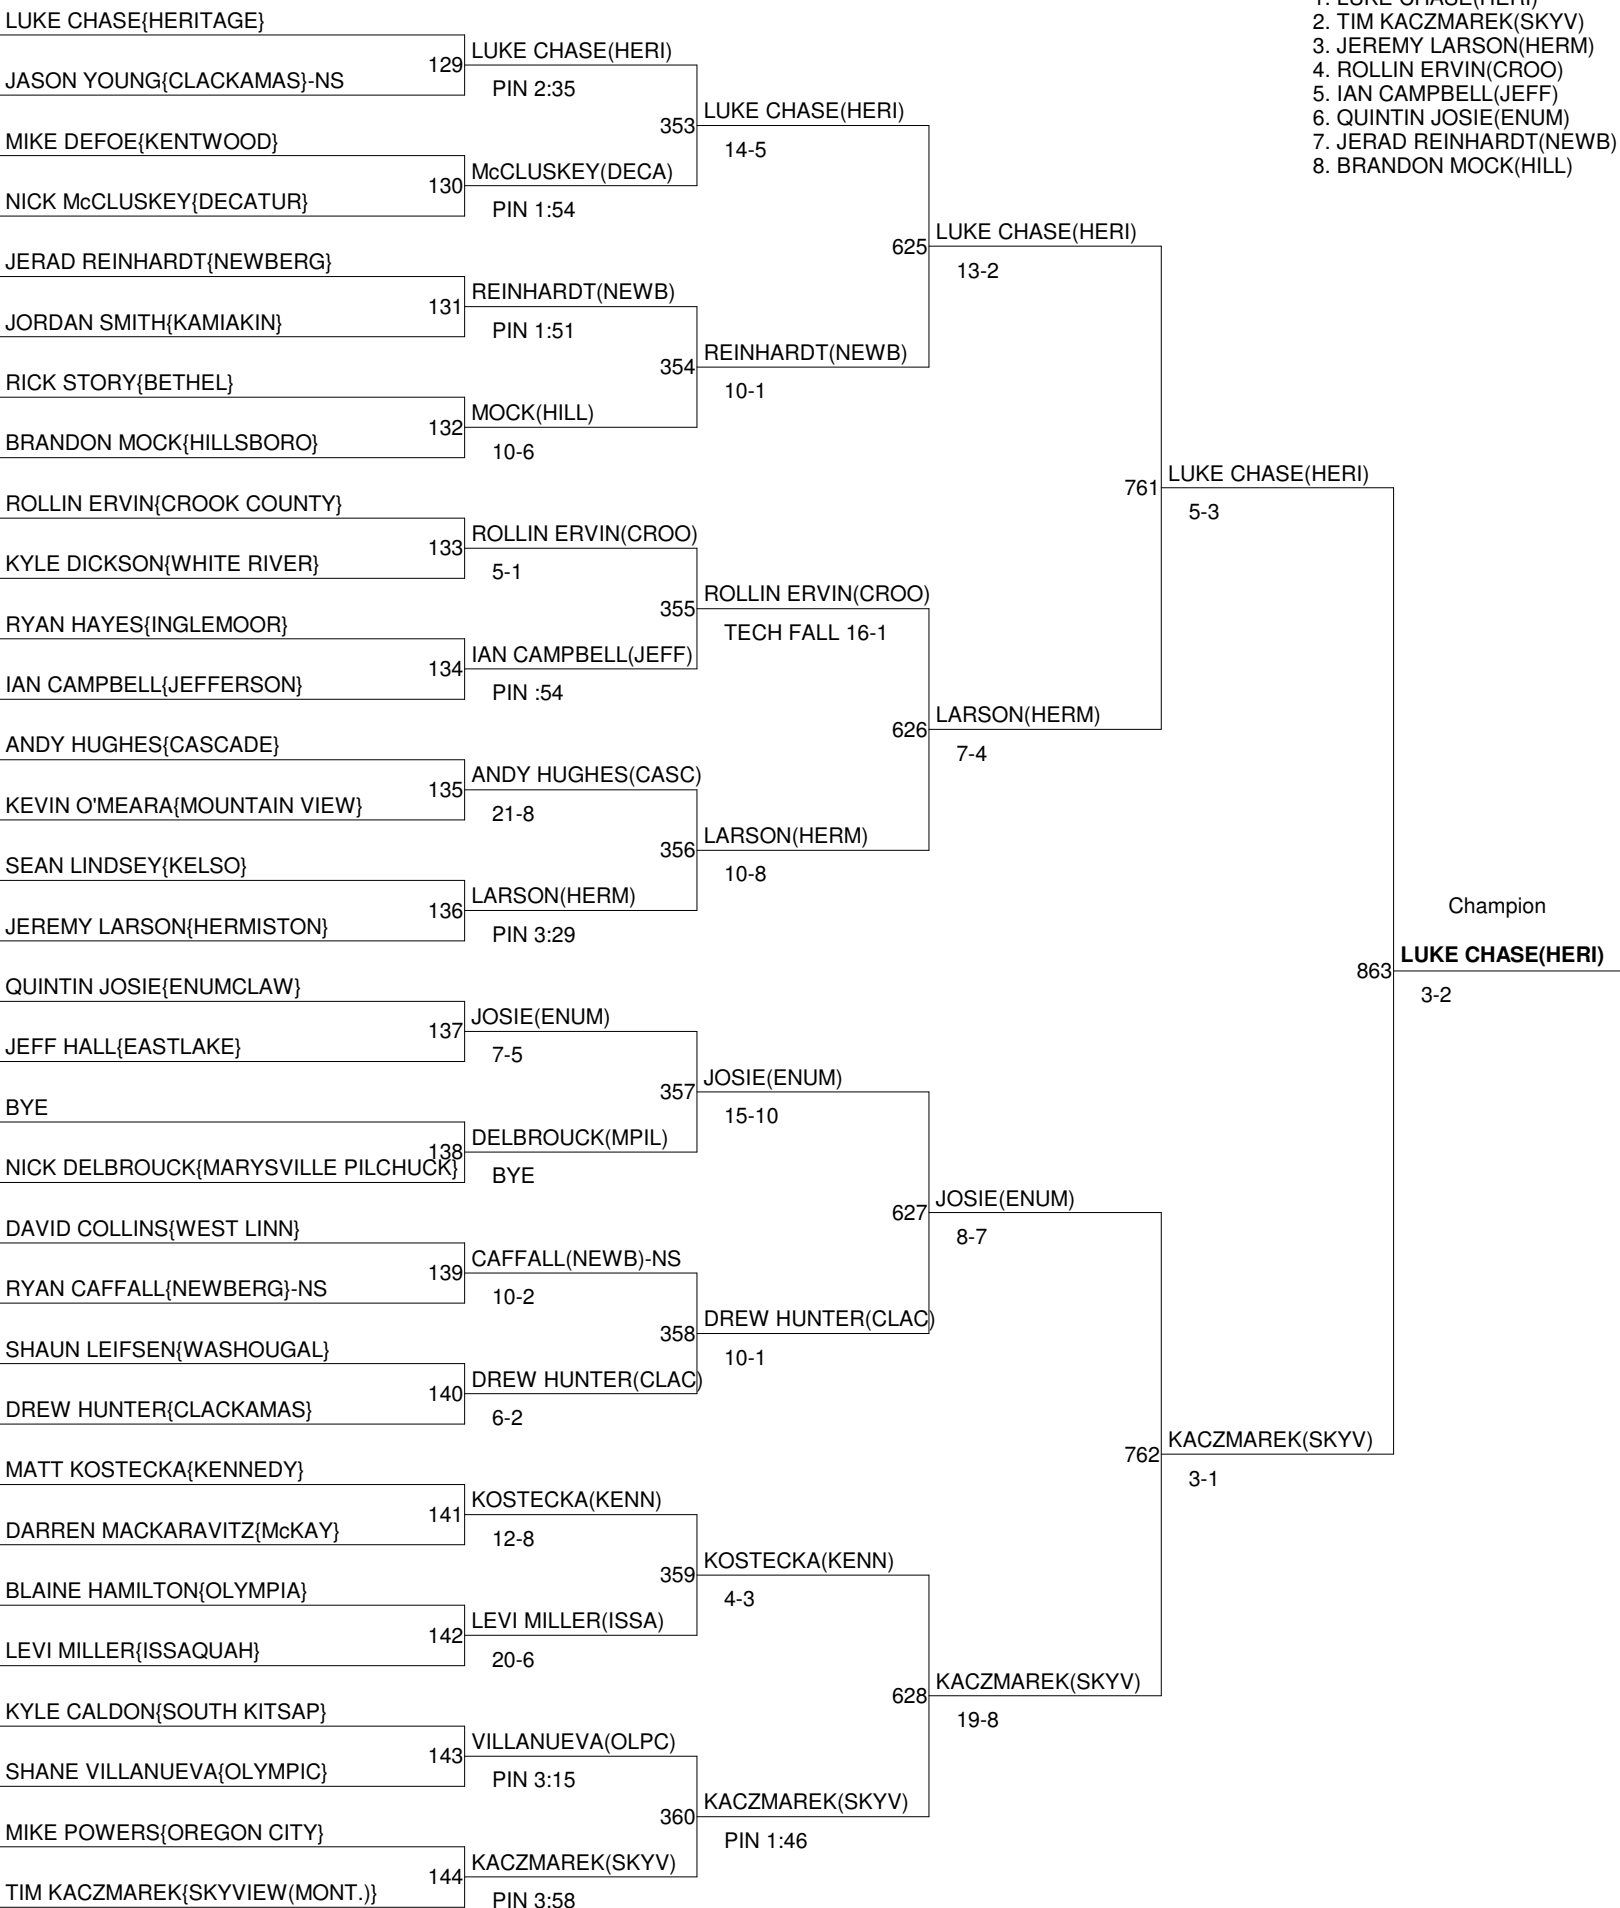 1. LUKE CHASE(HERI)
2. TIM KACZMAREK(SKYV)
3. JEREMY LARSON(HERM)
4. ROLLIN ERVIN(CROO)
5. IAN CAMPBELL(JEFF)
6. QUINTIN JOSIE(ENUM)
7. JERAD REINHARDT(NEWB)
8. BRANDON MOCK(HILL)
LUKE CHASE{HERITAGE}
JASON YOUNG{CLACKAMAS}-NS
MIKE DEFOE{KENTWOOD}
NICK McCLUSKEY{DECATUR}
JERAD REINHARDT{NEWBERG}
JORDAN SMITH{KAMIAKIN}
RICK STORY{BETHEL}
BRANDON MOCK{HILLSBORO}
ROLLIN ERVIN{CROOK COUNTY}
KYLE DICKSON{WHITE RIVER}
RYAN HAYES{INGLEMOOR}
IAN CAMPBELL{JEFFERSON}
ANDY HUGHES{CASCADE}
KEVIN O'MEARA{MOUNTAIN VIEW}
SEAN LINDSEY{KELSO}
JEREMY LARSON{HERMISTON}
QUINTIN JOSIE{ENUMCLAW}
JEFF HALL{EASTLAKE}
BYE
NICK DELBROUCK{MARYSVILLE PILCHUCK}
DAVID COLLINS{WEST LINN}
RYAN CAFFALL{NEWBERG}-NS
SHAUN LEIFSEN{WASHOUGAL}
DREW HUNTER{CLACKAMAS}
MATT KOSTECKA{KENNEDY}
DARREN MACKARAVITZ{McKAY}
BLAINE HAMILTON{OLYMPIA}
LEVI MILLER{ISSAQUAH}
KYLE CALDON{SOUTH KITSAP}
SHANE VILLANUEVA{OLYMPIC}
MIKE POWERS{OREGON CITY}
TIM KACZMAREK{SKYVIEW(MONT.)}
129 LUKE CHASE(HERI)
PIN 2:35
130 McCLUSKEY(DECA)
PIN 1:54
131 REINHARDT(NEWB)
PIN 1:51
132 MOCK(HILL)
10-6
133 ROLLIN ERVIN(CROO)
5-1
134 IAN CAMPBELL(JEFF)
PIN :54
135 ANDY HUGHES(CASC)
21-8
136 LARSON(HERM)
PIN 3:29
137 JOSIE(ENUM)
7-5
138 DELBROUCK(MPIL)
BYE
139 CAFFALL(NEWB)-NS
10-2
140 DREW HUNTER(CLAC)
6-2
141 KOSTECKA(KENN)
12-8
142 LEVI MILLER(ISSA)
20-6
143 VILLANUEVA(OLPC)
PIN 3:15
144 KACZMAREK(SKYV)
PIN 3:58
353 LUKE CHASE(HERI)
14-5
354 REINHARDT(NEWB)
10-1
355 ROLLIN ERVIN(CROO)
TECH FALL 16-1
356 LARSON(HERM)
10-8
357 JOSIE(ENUM)
15-10
358 DREW HUNTER(CLAC)
10-1
359 KOSTECKA(KENN)
4-3
360 KACZMAREK(SKYV)
PIN 1:46
625 LUKE CHASE(HERI)
13-2
626 LARSON(HERM)
7-4
627 JOSIE(ENUM)
8-7
628 KACZMAREK(SKYV)
19-8
761 LUKE CHASE(HERI)
5-3
762 KACZMAREK(SKYV)
3-1
Champion
863 LUKE CHASE(HERI)
3-2